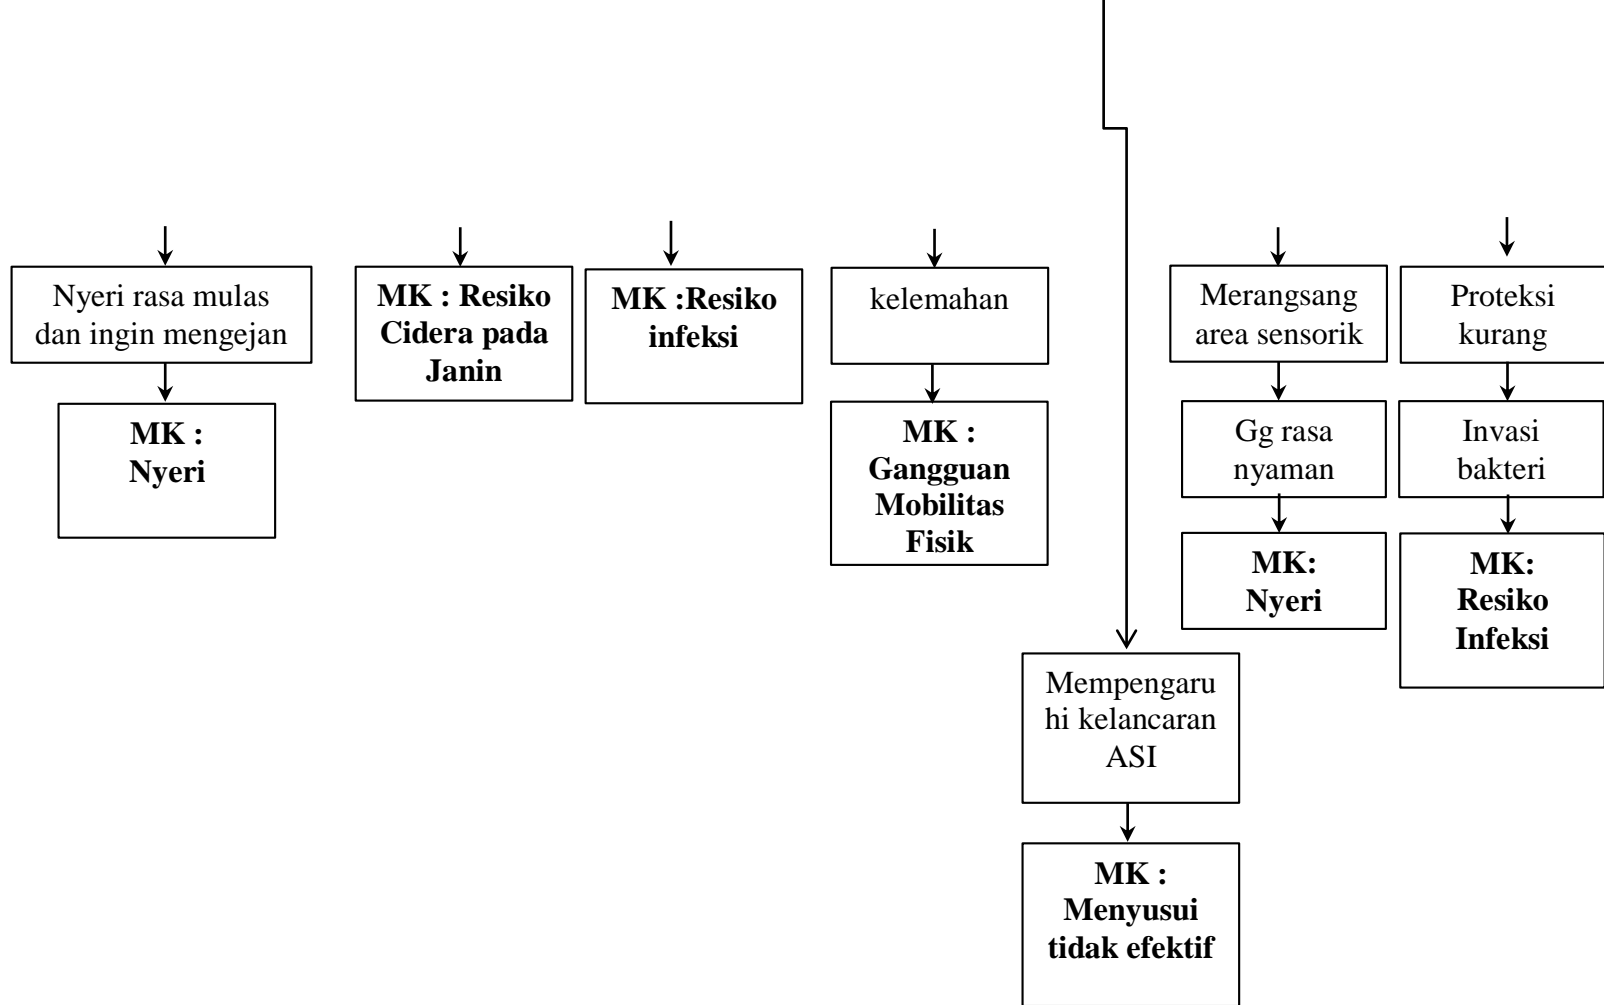 Nyeri rasa mulas
dan ingin mengejan
MK :
Nyeri
MK : Resiko
Cidera pada
Janin
MK :Resiko
infeksi
kelemahan
MK :
Gangguan
Mobilitas
Fisik
Mempengaru
hi kelancaran
ASI
MK :
Menyusui
tidak efektif
Merangsang
area sensorik
Gg rasa
nyaman
MK:
Nyeri
Proteksi
kurang
Invasi
bakteri
MK:
Resiko
Infeksi